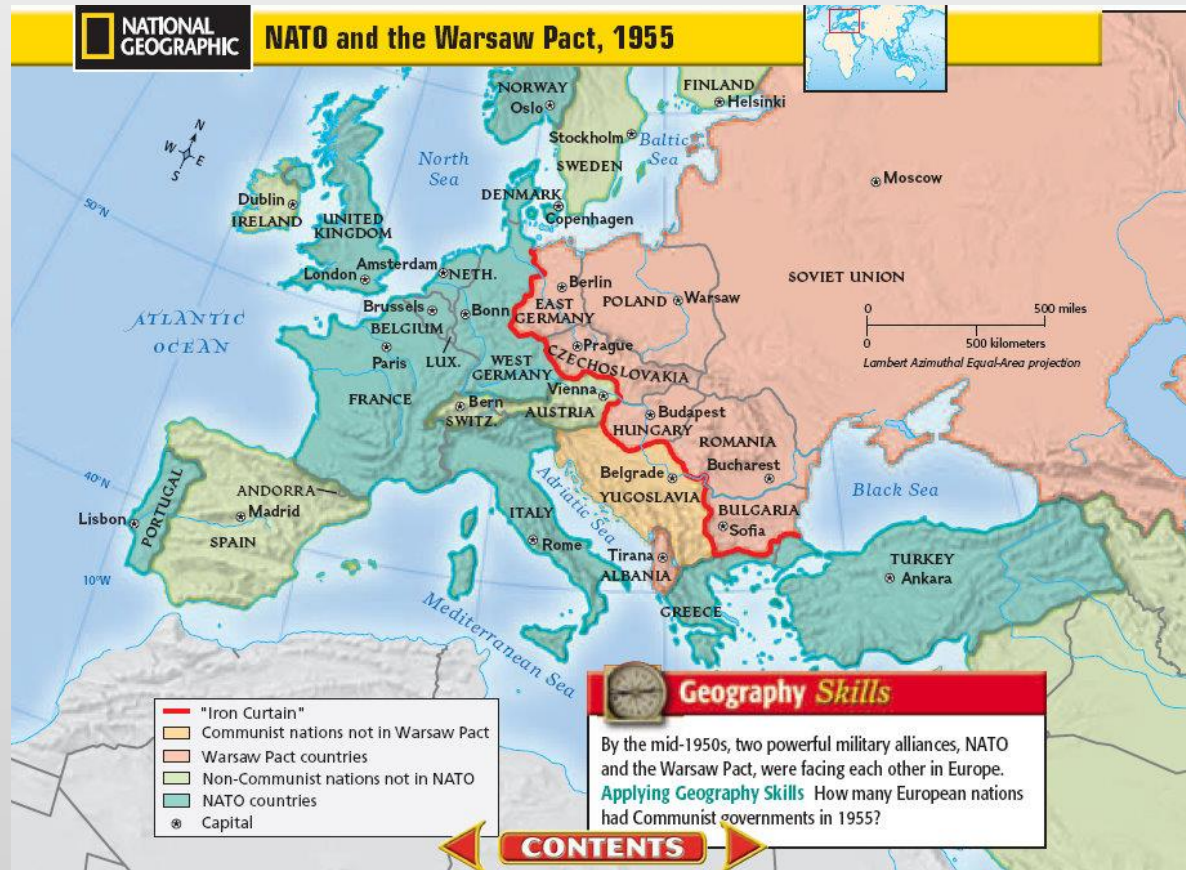 NATIONAL
GEOGRAPHIC
NATO and the Warsaw Pact, 1955
NORWAY
Oslo
FINLAND
Helsinki
Stockholm
SWEDEN
Baltic
Sea
N
W E
S
North
Sea
Moscow
50°N
Dublin
IRELAND
UNITED
KINGDOM
DENMARK
Copenhagen
London
Amsterdam
NETH.
SOVIET UNION
Berlin
EAST
GERMANY
POLAND
Warsaw
Brussels
BELGIUM
Bonn
0 500 miles
0 500 kilometers
Lambert Azimuthal Equal-Area projection
ATLANTIC
OCEAN
Paris
LUX.
WEST
GERMANY
Prague
CZECHOSLOVAKIA
FRANCE
Bern
SWITZ.
Vienna
AUSTRIA
Budapest
HUNGARY
ROMANIA
Bucharest
40°N
PORTUGAL
Lisbon
ANDORRA
Madrid
SPAIN
Adriatic Sea
ITALY
Rome
Belgrade
YUGOSLAVIA
BULGARIA
Sofia
Black Sea
Tirana
ALBANIA
TURKEY
Ankara
10°W
GREECE
Mediterranean Sea
"Iron Curtain"
Communist nations not in Warsaw Pact
Warsaw Pact countries
Non-Communist nations not in NATO
NATO countries
Capital
Geography Skills
By the mid-1950s, two powerful military alliances, NATO
and the Warsaw Pact, were facing each other in Europe.
Applying Geography Skills How many European nations
had Communist governments in 1955?
CONTENTS